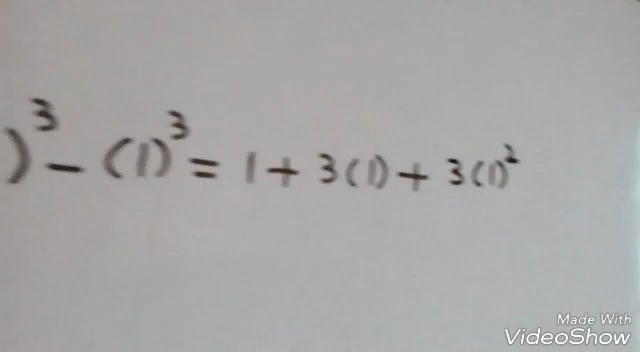 )³ - (1)³ = 1 + 3(1) + 3(1)²
Made With
VideoShow